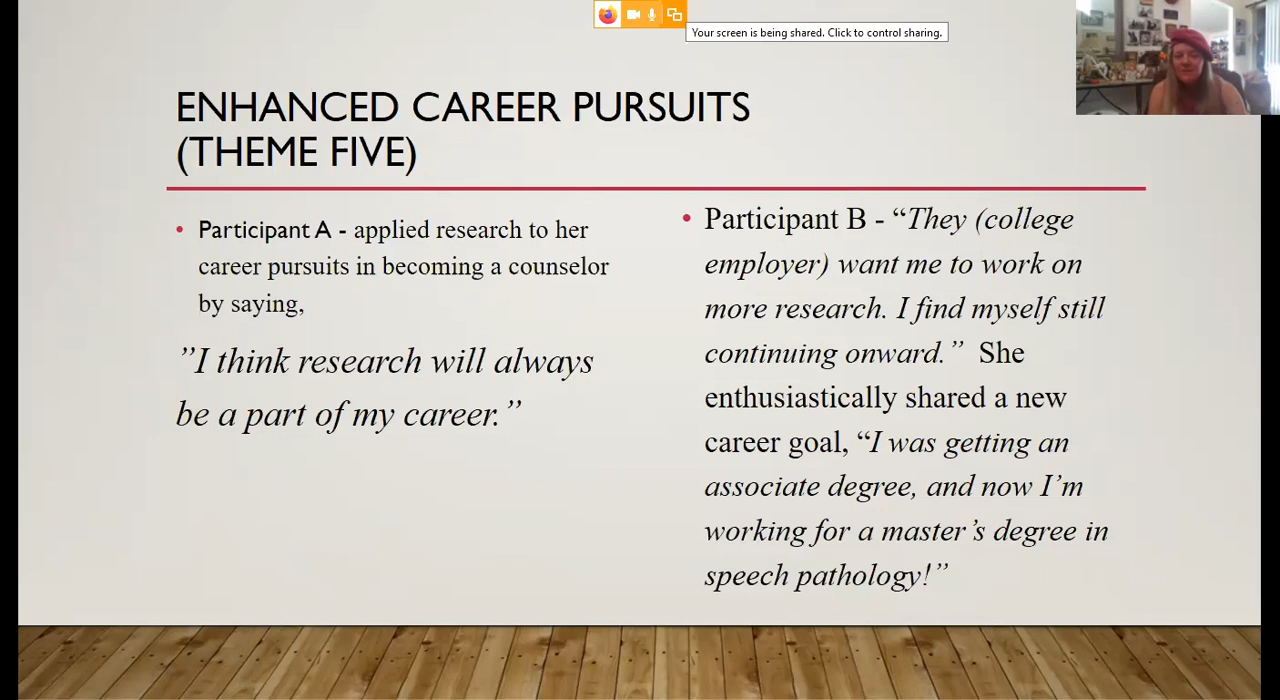 Your screen is being shared. Click to control sharing.
ENHANCED CAREER PURSUITS
(THEME FIVE)
• Participant A - applied research to her
career pursuits in becoming a counselor
by saying,
”I think research will always
be a part of my career.”
• Participant B - “They (college
employer) want me to work on
more research. I find myself still
continuing onward.” She
enthusiastically shared a new
career goal, “I was getting an
associate degree, and now I’m
working for a master’s degree in
speech pathology!”